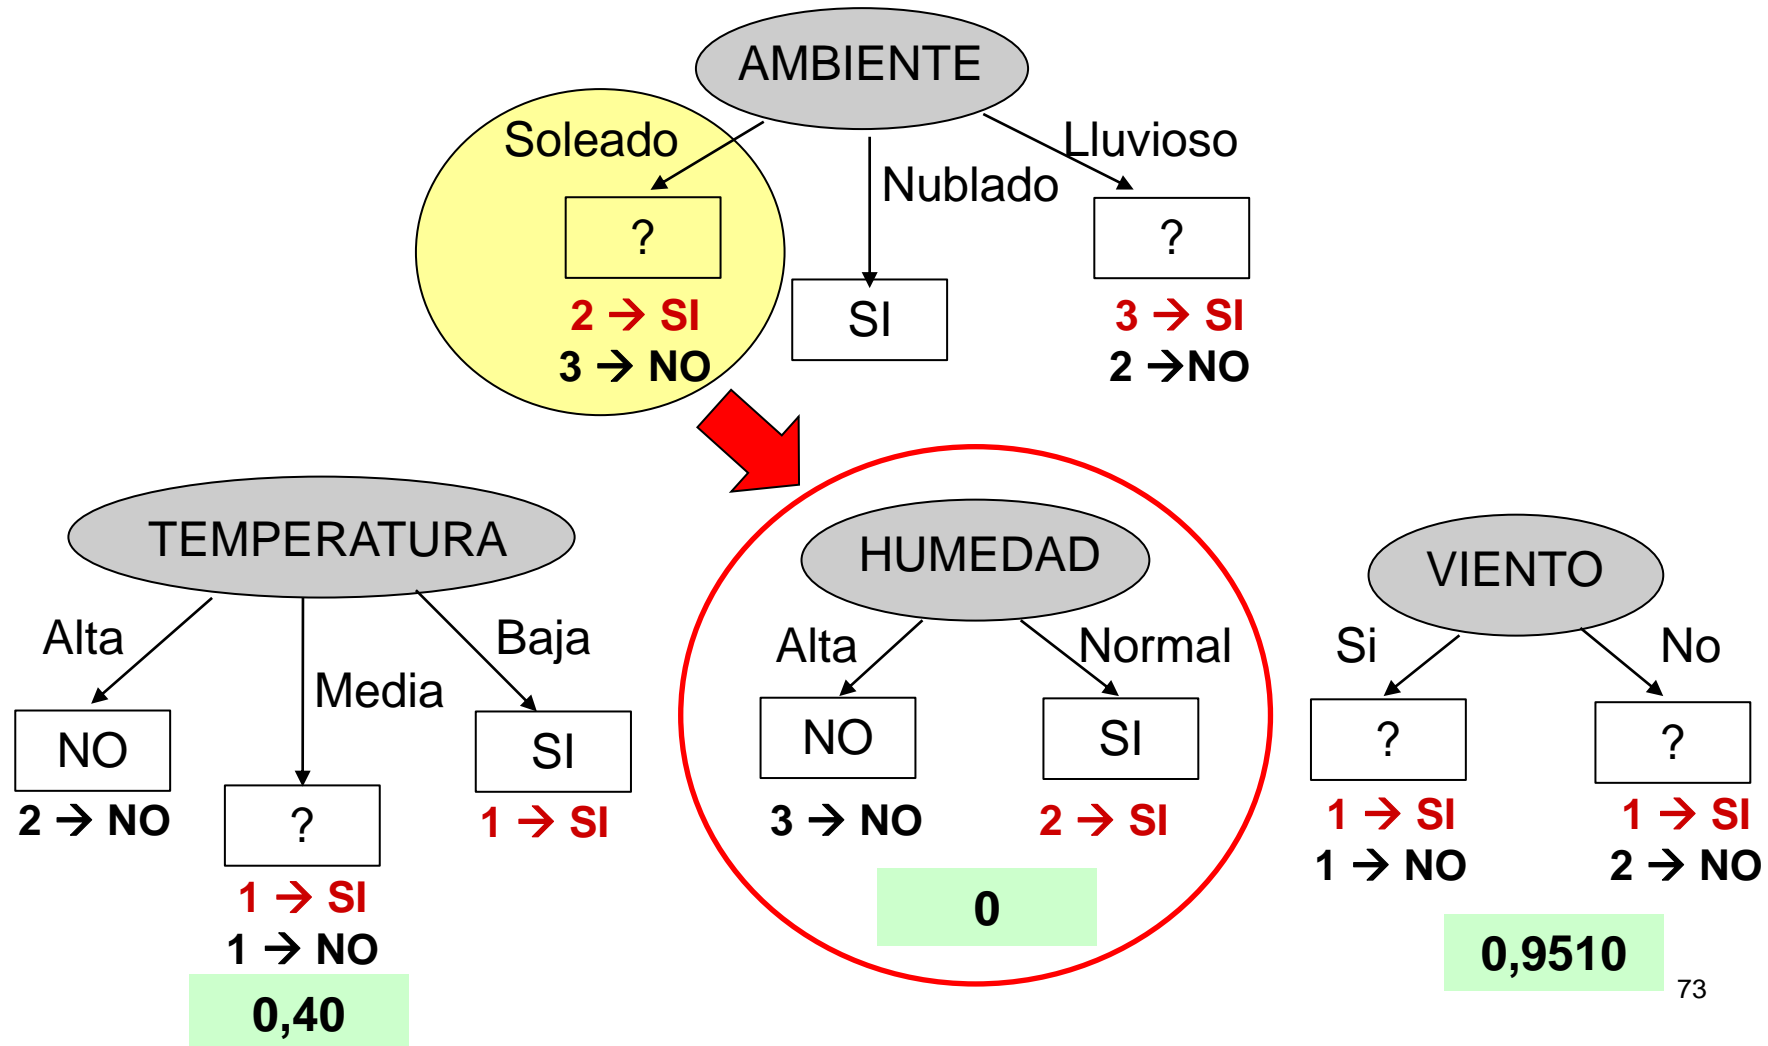 AMBIENTE
Soleado
Nublado
Lluvioso
?
2 → SI
3 → NO
SI
?
3 → SI
2 →NO
TEMPERATURA
Alta
Media
Baja
NO
2 → NO
?
1 → SI
1 → NO
SI
1 → SI
0,40
HUMEDAD
Alta
Normal
NO
3 → NO
SI
2 → SI
0
VIENTO
Si
No
?
1 → SI
1 → NO
?
1 → SI
2 → NO
0,9510
73